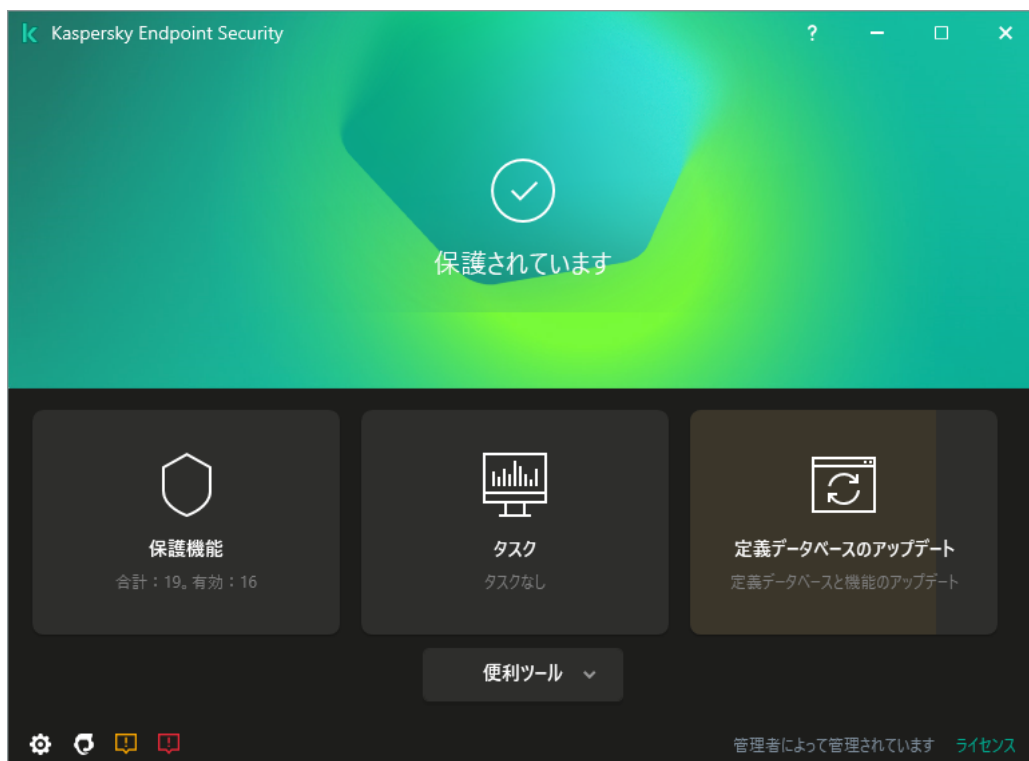 Kaspersky Endpoint Security
保護されています
保護機能
合計：19。有効：16
タスク
タスクなし
定義データベースのアップデート
定義データベースと機能のアップデート
便利ツール
管理者によって管理されています ライセンス